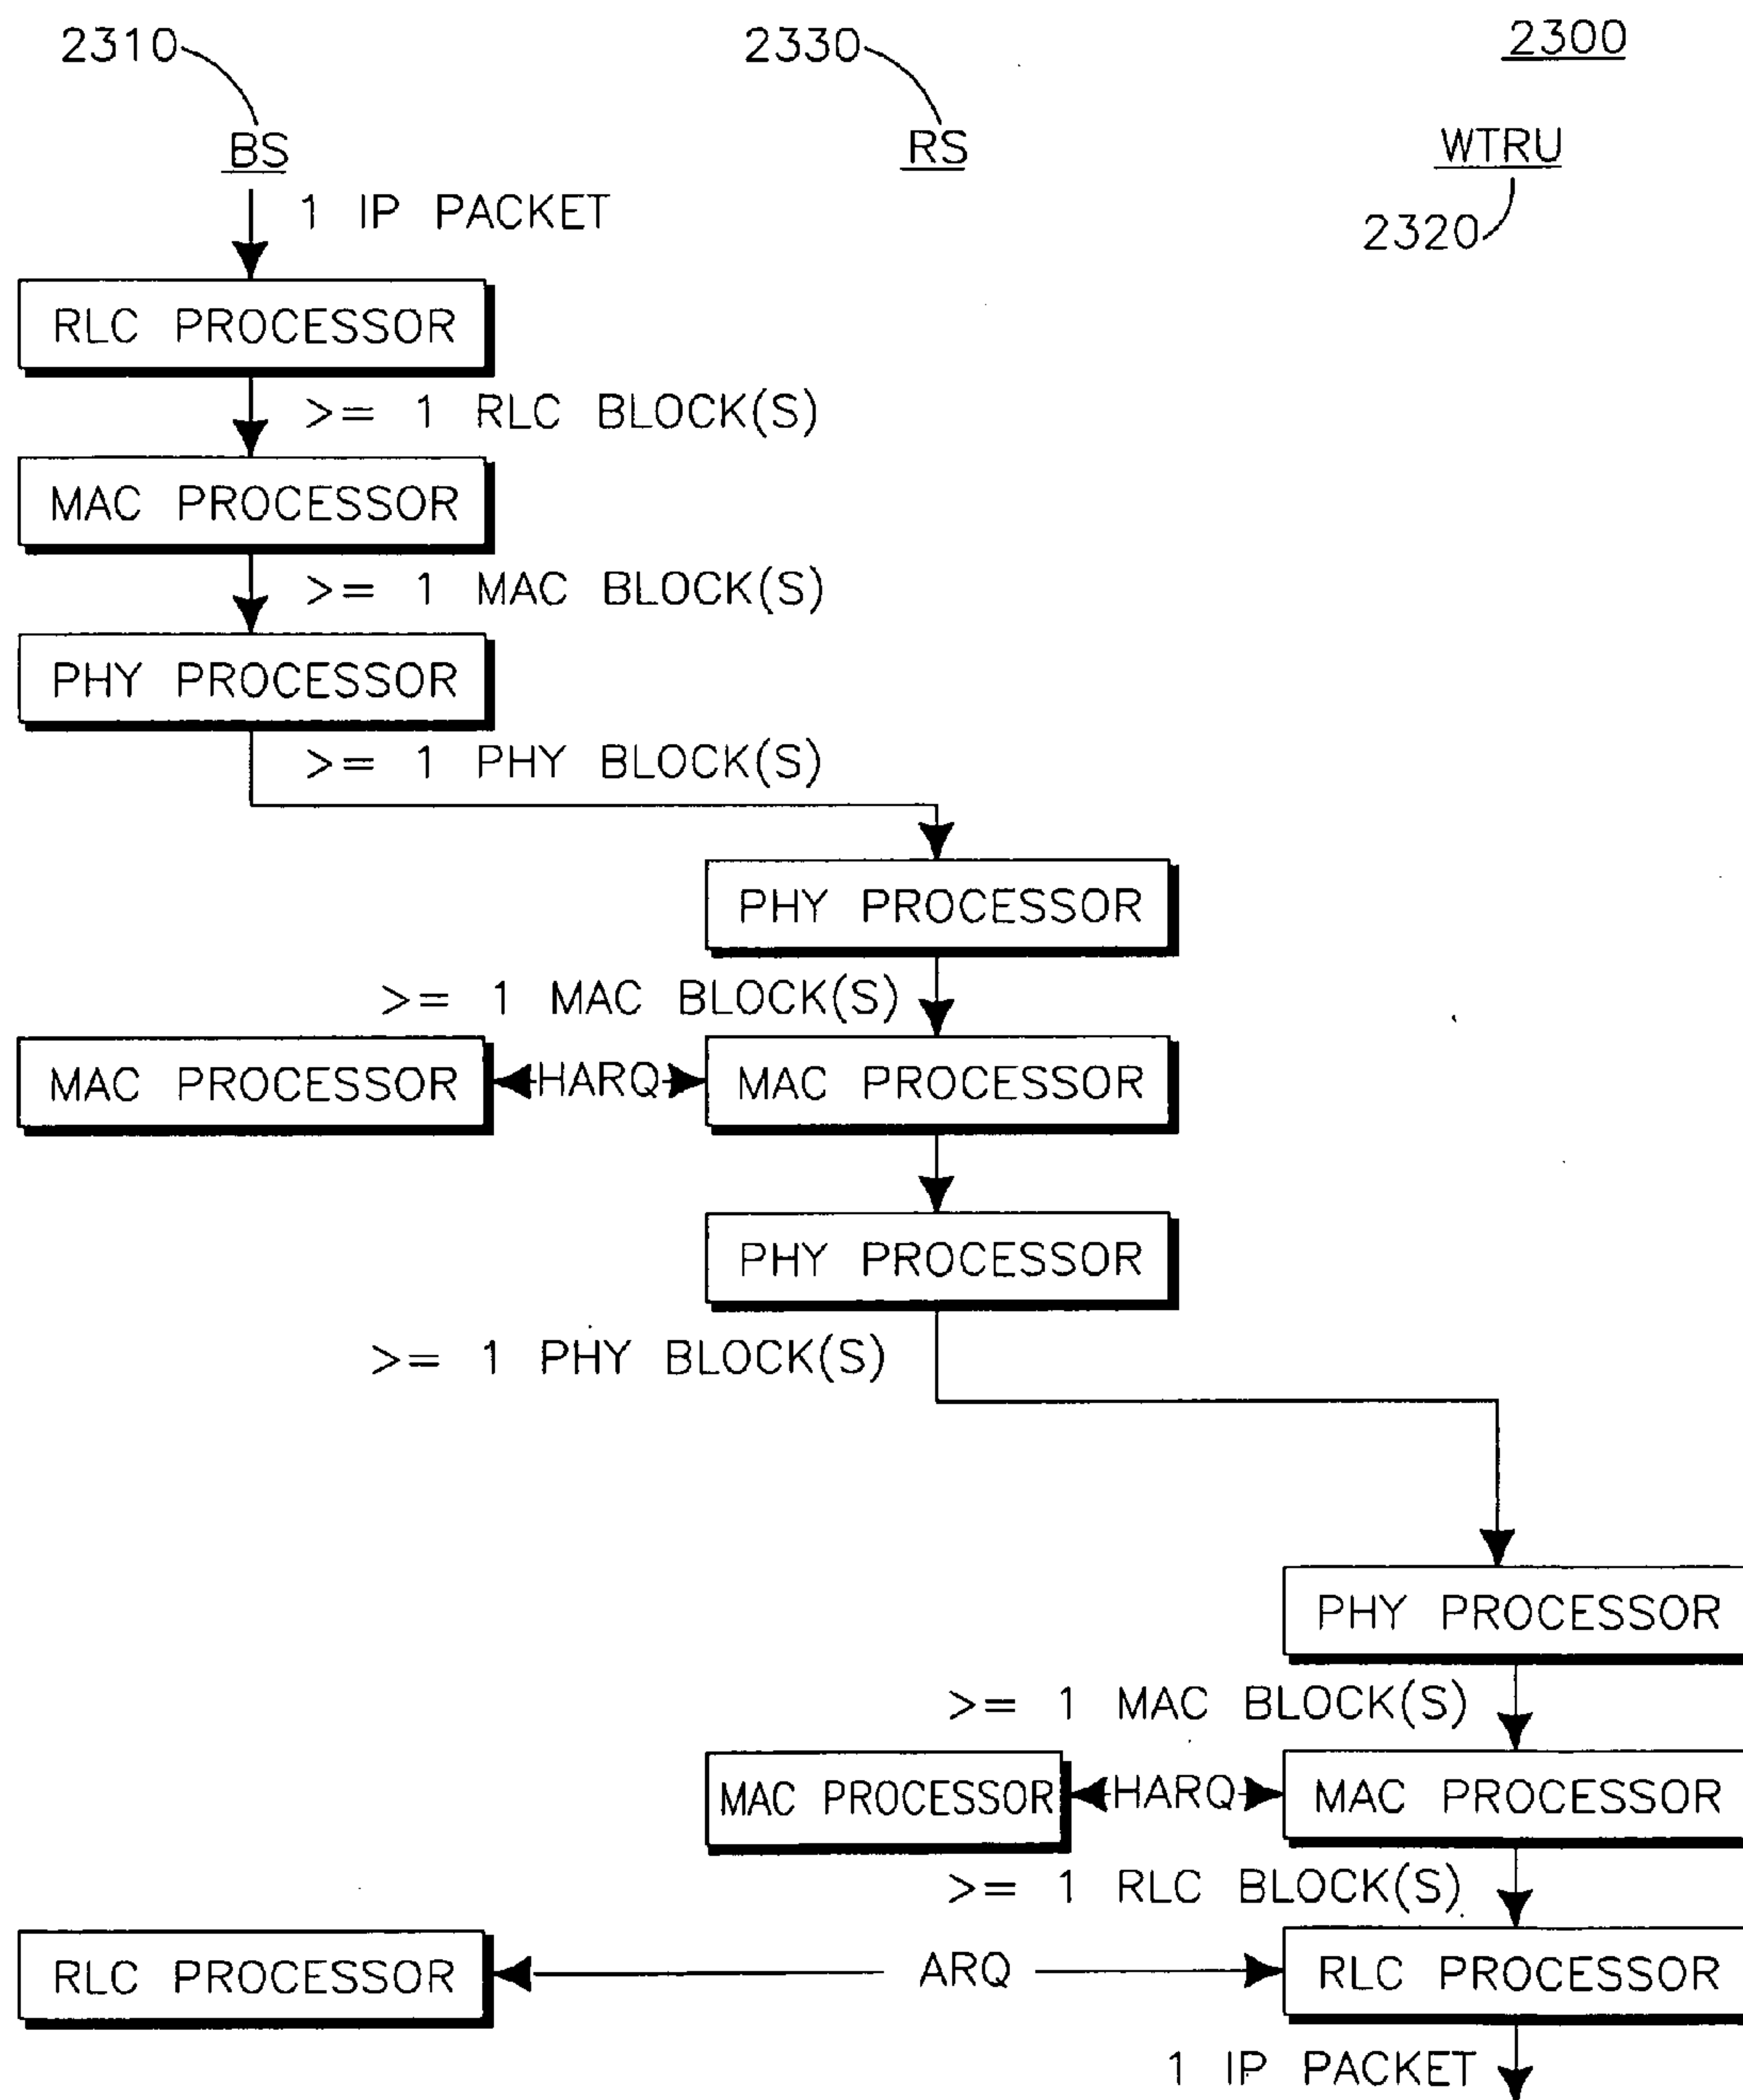 2310
2330
2300
BS
RS
WTRU
2320
1 IP PACKET
RLC PROCESSOR
>= 1 RLC BLOCK(S)
MAC PROCESSOR
>= 1 MAC BLOCK(S)
PHY PROCESSOR
>= 1 PHY BLOCK(S)
PHY PROCESSOR
>= 1 MAC BLOCK(S)
MAC PROCESSOR
HARQ
MAC PROCESSOR
PHY PROCESSOR
>= 1 PHY BLOCK(S)
PHY PROCESSOR
>= 1 MAC BLOCK(S)
MAC PROCESSOR
HARQ
MAC PROCESSOR
>= 1 RLC BLOCK(S)
RLC PROCESSOR
ARQ
RLC PROCESSOR
1 IP PACKET